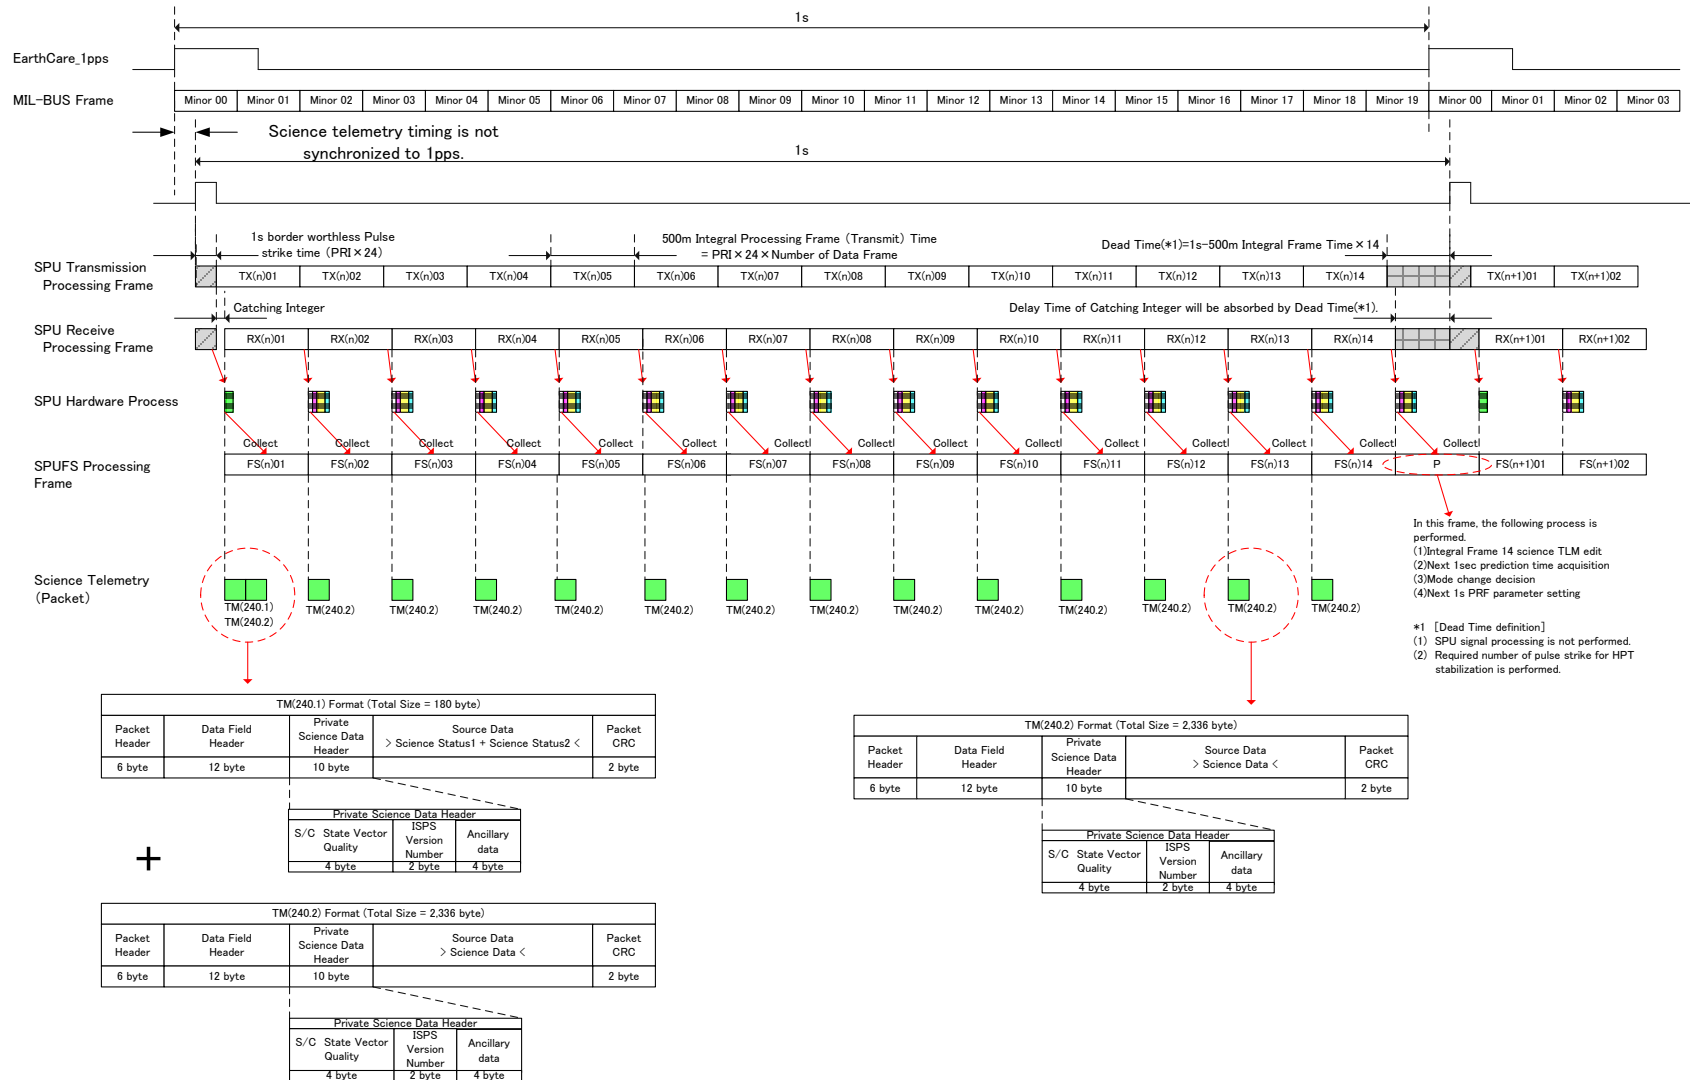 1s
EarthCare_1pps
MIL-BUS Frame
Minor 00 Minor 01 Minor 02 Minor 03 Minor 04 Minor 05 Minor 06 Minor 07 Minor 08 Minor 09 Minor 10 Minor 11 Minor 12 Minor 13 Minor 14 Minor 15 Minor 16 Minor 17 Minor 18 Minor 19 Minor 00 Minor 01 Minor 02 Minor 03
Science telemetry timing is not
synchronized to 1pps.
1s
1s border worthless Pulse
strike time (PRI×24)
500m Integral Processing Frame (Transmit) Time
= PRI×24×Number of Data Frame
Dead Time(*1)=1s-500m Integral Frame Time×14
SPU Transmission
Processing Frame
TX(n)01 TX(n)02 TX(n)03 TX(n)04 TX(n)05 TX(n)06 TX(n)07 TX(n)08 TX(n)09 TX(n)10 TX(n)11 TX(n)12 TX(n)13 TX(n)14 TX(n+1)01 TX(n+1)02
Catching Integer
Delay Time of Catching Integer will be absorbed by Dead Time(*1).
SPU Receive
Processing Frame
RX(n)01 RX(n)02 RX(n)03 RX(n)04 RX(n)05 RX(n)06 RX(n)07 RX(n)08 RX(n)09 RX(n)10 RX(n)11 RX(n)12 RX(n)13 RX(n)14 RX(n+1)01 RX(n+1)02
SPU Hardware Process
Collect Collect Collect Collect Collect Collect Collect Collect Collect Collect Collect Collect Collect Collect Collect
SPUFS Processing
Frame
FS(n)01 FS(n)02 FS(n)03 FS(n)04 FS(n)05 FS(n)06 FS(n)07 FS(n)08 FS(n)09 FS(n)10 FS(n)11 FS(n)12 FS(n)13 FS(n)14 P FS(n+1)01 FS(n+1)02
In this frame, the following process is
performed.
(1)Integral Frame 14 science TLM edit
(2)Next 1sec prediction time acquisition
(3)Mode change decision
(4)Next 1s PRF parameter setting
*1 [Dead Time definition]
(1) SPU signal processing is not performed.
(2) Required number of pulse strike for HPT
stabilization is performed.
Science Telemetry
(Packet)
TM(240.1)
TM(240.2)
TM(240.2) TM(240.2) TM(240.2) TM(240.2) TM(240.2) TM(240.2) TM(240.2) TM(240.2) TM(240.2) TM(240.2) TM(240.2) TM(240.2) TM(240.2)
TM(240.1) Format (Total Size = 180 byte)
Packet Header
Data Field Header
Private Science Data Header
Source Data
> Science Status1 + Science Status2 <
Packet CRC
6 byte 12 byte 10 byte 2 byte
Private Science Data Header
S/C State Vector Quality
ISPS Version Number
Ancillary data
4 byte 2 byte 4 byte
+
TM(240.2) Format (Total Size = 2,336 byte)
Packet Header
Data Field Header
Private Science Data Header
Source Data
> Science Data <
Packet CRC
6 byte 12 byte 10 byte 2 byte
Private Science Data Header
S/C State Vector Quality
ISPS Version Number
Ancillary data
4 byte 2 byte 4 byte
TM(240.2) Format (Total Size = 2,336 byte)
Packet Header
Data Field Header
Private Science Data Header
Source Data
> Science Data <
Packet CRC
6 byte 12 byte 10 byte 2 byte
Private Science Data Header
S/C State Vector Quality
ISPS Version Number
Ancillary data
4 byte 2 byte 4 byte